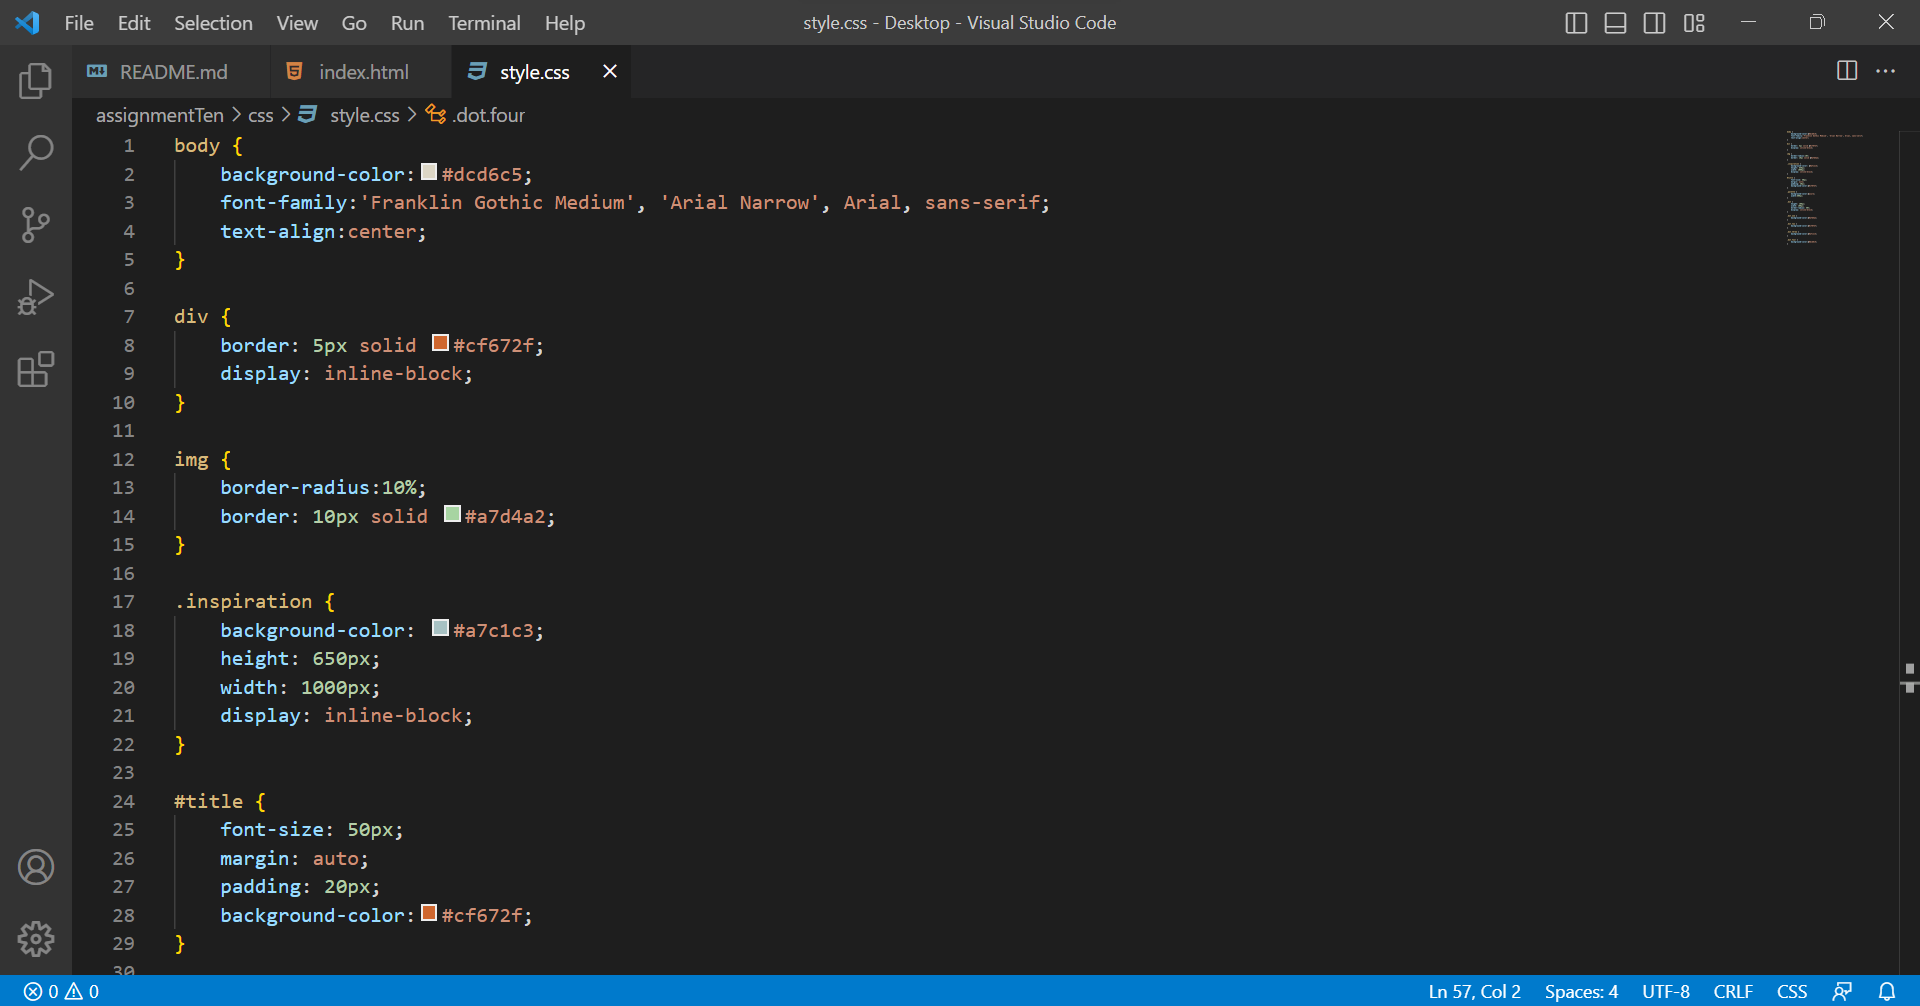 File Edit Selection View Go Run Terminal Help
style.css - Desktop - Visual Studio Code
README.md
index.html
style.css
assignmentTen > css > style.css > .dot.four
1 body {
2 background-color: #dcd6c5;
3 font-family:'Franklin Gothic Medium', 'Arial Narrow', Arial, sans-serif;
4 text-align:center;
5 }
6
7 div {
8 border: 5px solid #cf672f;
9 display: inline-block;
10 }
11
12 img {
13 border-radius:10%;
14 border: 10px solid #a7d4a2;
15 }
16
17 .inspiration {
18 background-color: #a7c1c3;
19 height: 650px;
20 width: 1000px;
21 display: inline-block;
22 }
23
24 #title {
25 font-size: 50px;
26 margin: auto;
27 padding: 20px;
28 background-color: #cf672f;
29 }
30
0 0
Ln 57, Col 2 Spaces: 4 UTF-8 CRLF CSS